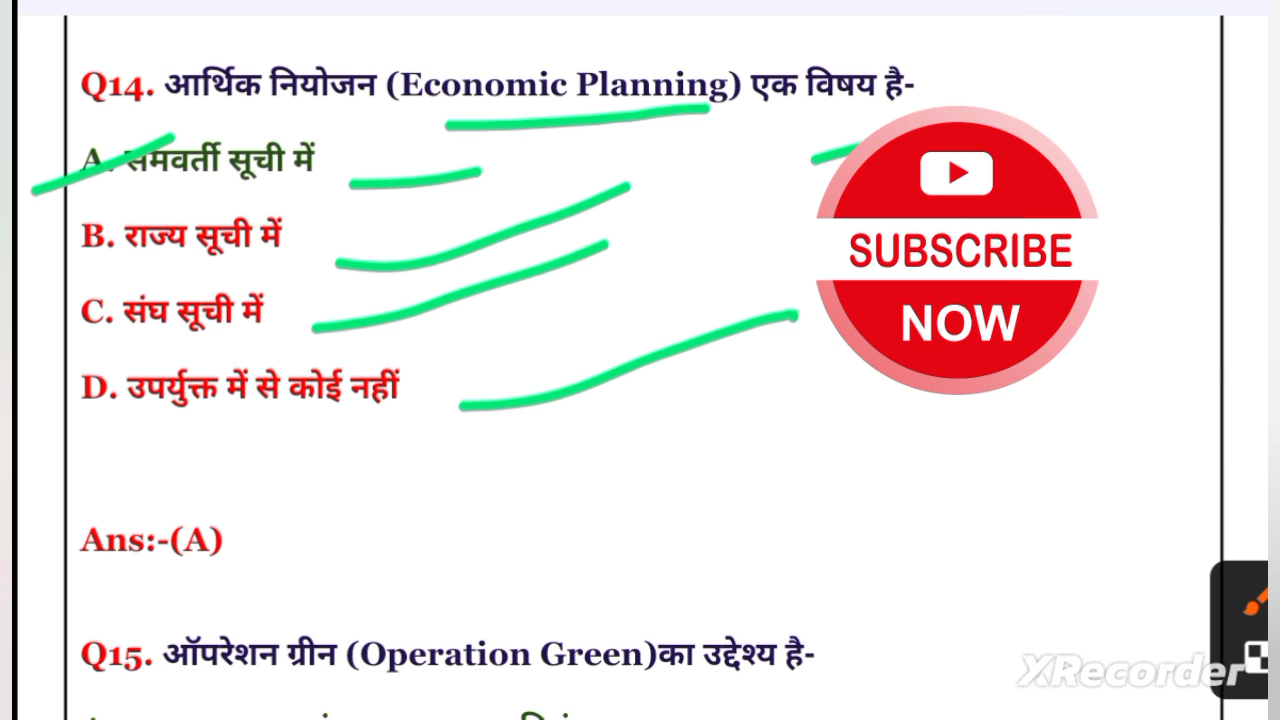 Q14. आर्थिक नियोजन (Economic Planning) एक विषय है-
A. समवर्ती सूची में
B. राज्य सूची में
C. संघ सूची में
D. उपर्युक्त में से कोई नहीं
SUBSCRIBE
NOW
Ans:-(A)
Q15. ऑपरेशन ग्रीन (Operation Green)का उद्देश्य है-
XRecorder